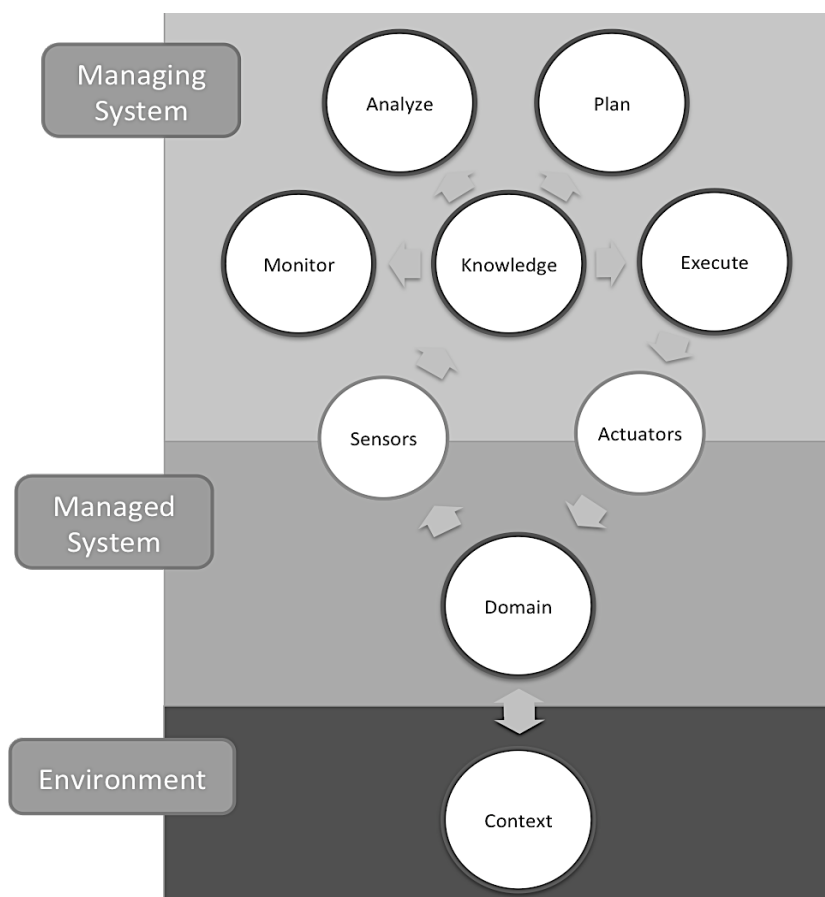 Managing
System
Analyze
Plan
Monitor
Knowledge
Execute
Sensors
Actuators
Managed
System
Domain
Environment
Context